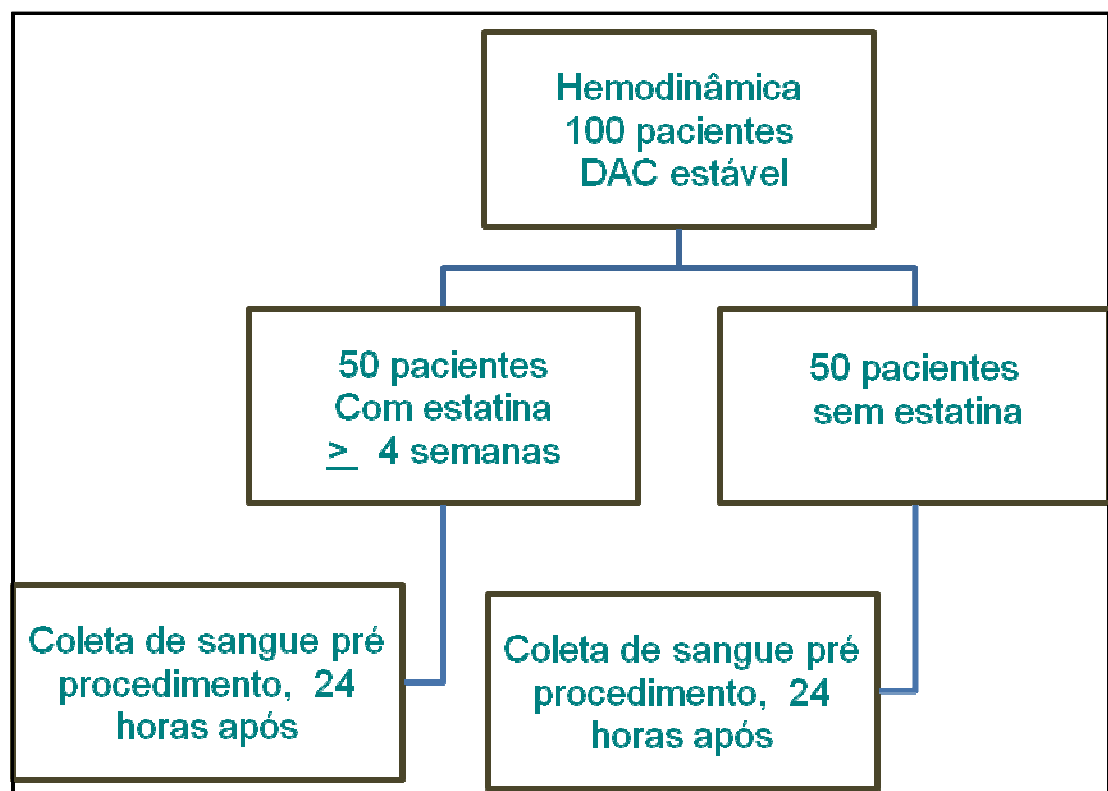 Hemodinâmica
100 pacientes
DAC estável
50 pacientes
Com estatina
≥ 4 semanas
50 pacientes
sem estatina
Coleta de sangue pré
procedimento, 24
horas após
Coleta de sangue pré
procedimento, 24
horas após